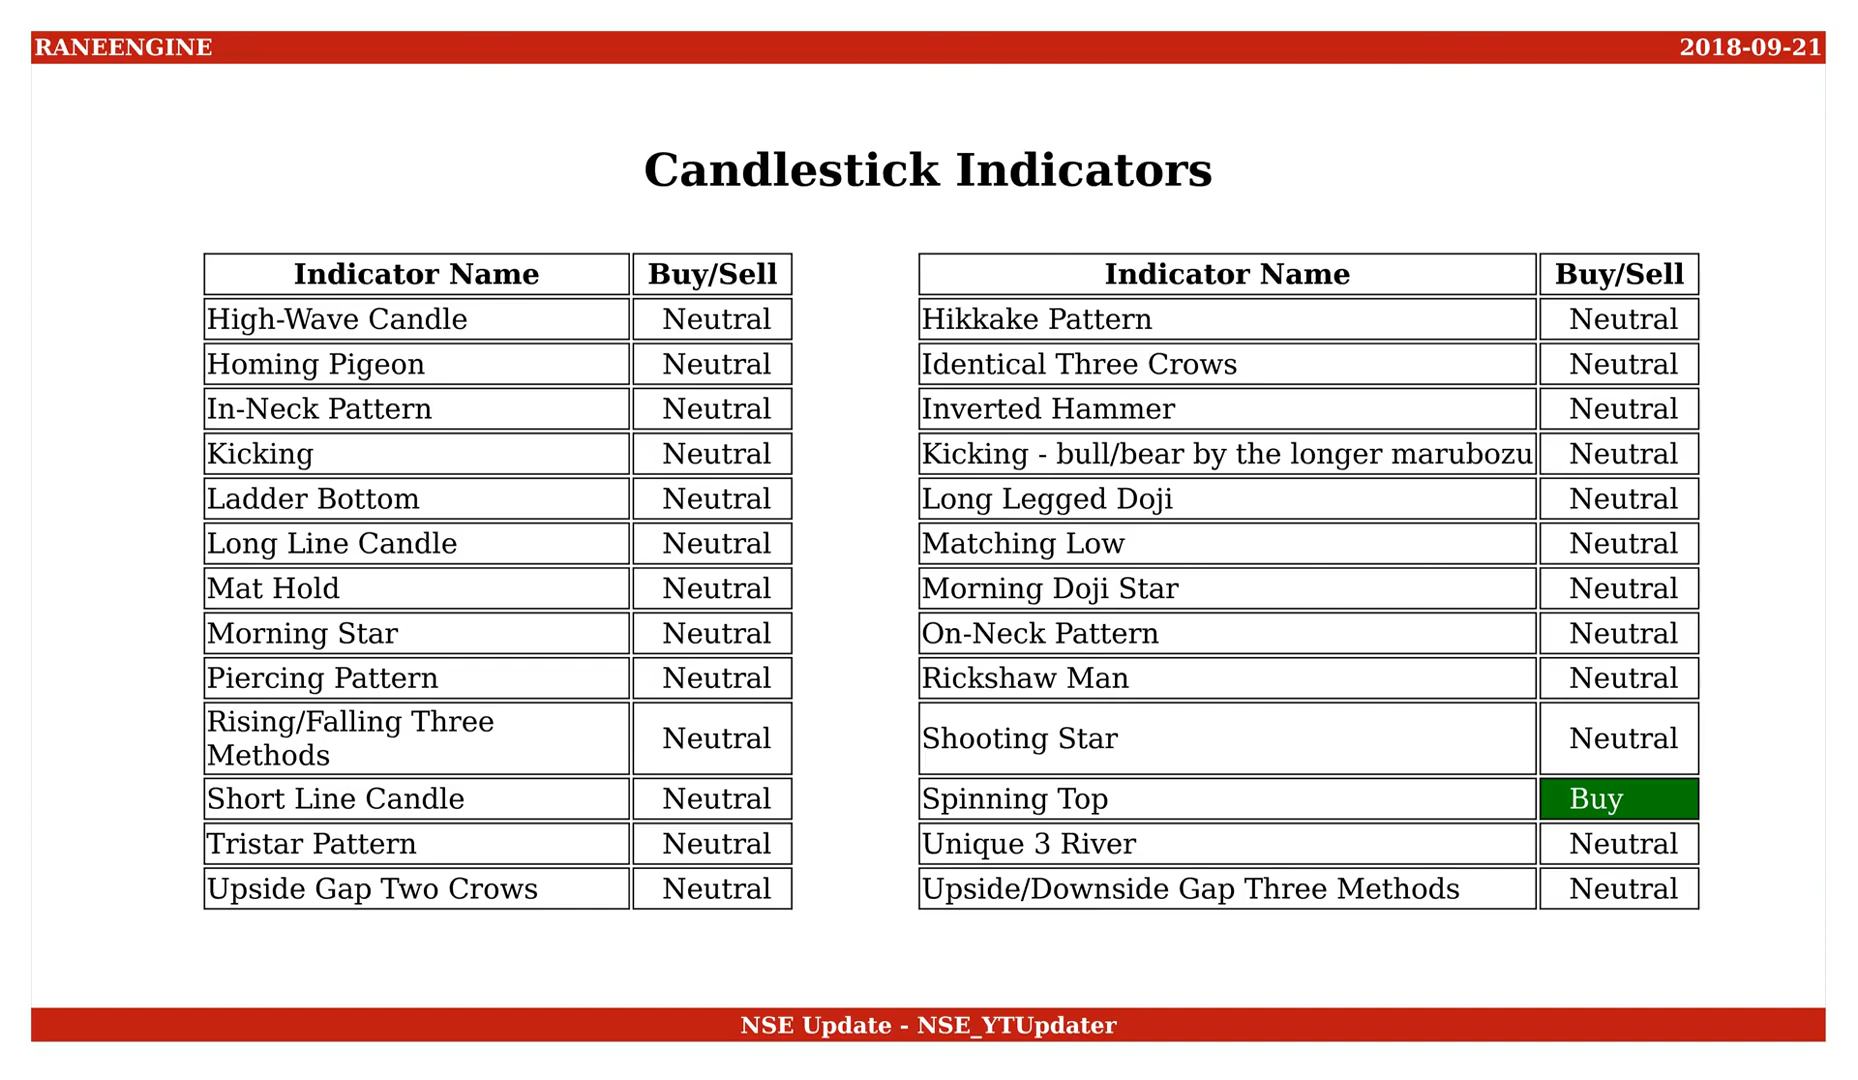 RANEENGINE 2018-09-21
Candlestick Indicators
Indicator Name Buy/Sell Indicator Name Buy/Sell
High-Wave Candle Neutral Hikkake Pattern Neutral
Homing Pigeon Neutral Identical Three Crows Neutral
In-Neck Pattern Neutral Inverted Hammer Neutral
Kicking Neutral Kicking - bull/bear by the longer marubozu Neutral
Ladder Bottom Neutral Long Legged Doji Neutral
Long Line Candle Neutral Matching Low Neutral
Mat Hold Neutral Morning Doji Star Neutral
Morning Star Neutral On-Neck Pattern Neutral
Piercing Pattern Neutral Rickshaw Man Neutral
Rising/Falling Three
Methods Neutral Shooting Star Neutral
Short Line Candle Neutral Spinning Top Buy
Tristar Pattern Neutral Unique 3 River Neutral
Upside Gap Two Crows Neutral Upside/Downside Gap Three Methods Neutral
NSE Update - NSE_YTUpdater